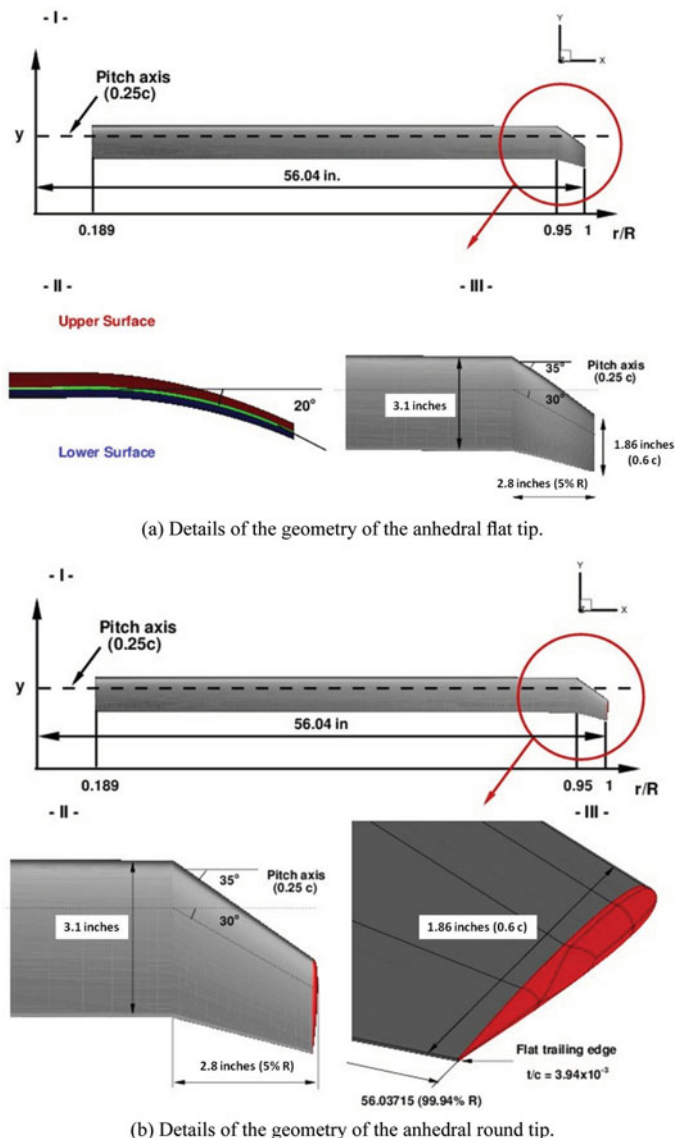 - I -
Y
X
Z
Pitch axis
(0.25c)
y
56.04 in.
0.189
0.95
1
r/R
- II -
- III -
Upper Surface
20°
Lower Surface
35°
Pitch axis
(0.25 c)
30°
3.1 inches
1.86 inches
(0.6 c)
2.8 inches (5% R)
(a) Details of the geometry of the anhedral flat tip.
- I -
Y
X
Z
Pitch axis
(0.25c)
y
56.04 in
0.189
0.95
1
r/R
- II -
- III -
35°
Pitch axis
(0.25 c)
30°
3.1 inches
2.8 inches (5% R)
1.86 inches (0.6 c)
Flat trailing edge
t/c = 3.94x10⁻³
56.03715 (99.94% R)
(b) Details of the geometry of the anhedral round tip.